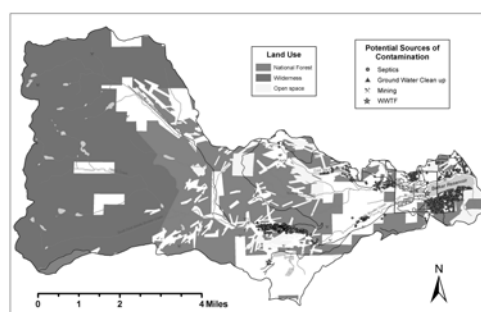 Land Use
National Forest
Wilderness
Open space
Potential Sources of
Contamination
Septics
Ground Water Clean up
Mining
WWTF
N
0 1 2 4 Miles